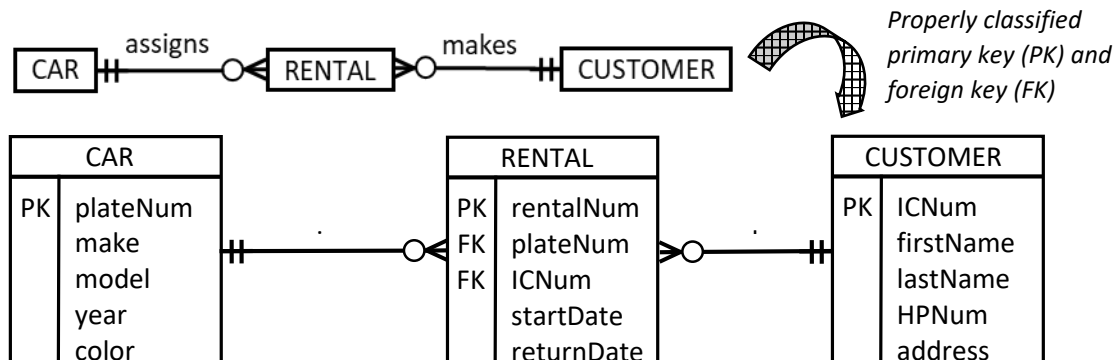 assigns
makes
CAR
RENTAL
CUSTOMER
Properly classified
primary key (PK) and
foreign key (FK)
CAR
PK plateNum
make
model
year
color
RENTAL
PK rentalNum
FK plateNum
FK ICNum
startDate
returnDate
CUSTOMER
PK ICNum
firstName
lastName
HPNum
address